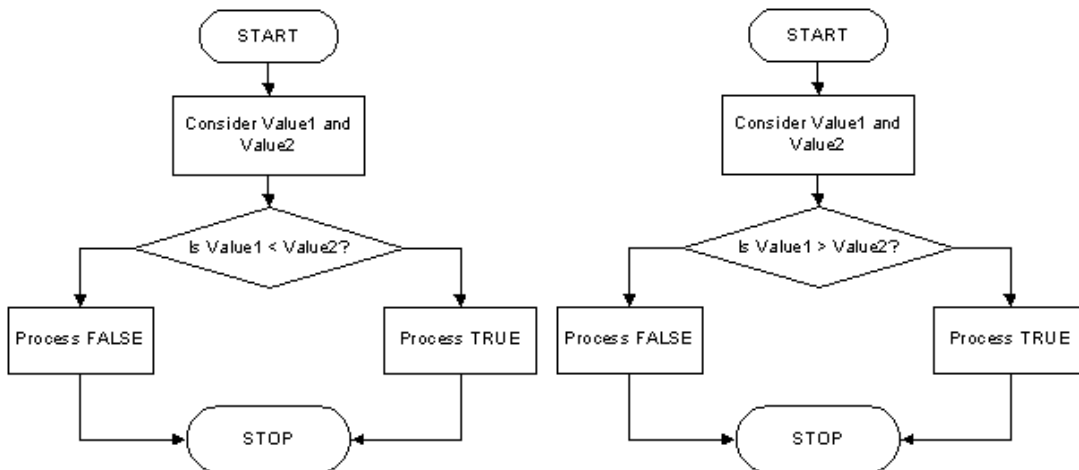 START
Consider Value1 and
Value2
Is Value1 < Value2?
Process FALSE
Process TRUE
STOP
START
Consider Value1 and
Value2
Is Value1 > Value2?
Process FALSE
Process TRUE
STOP